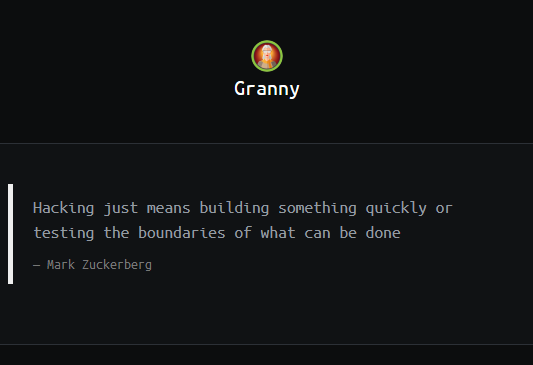 Granny
Hacking just means building something quickly or
testing the boundaries of what can be done
— Mark Zuckerberg